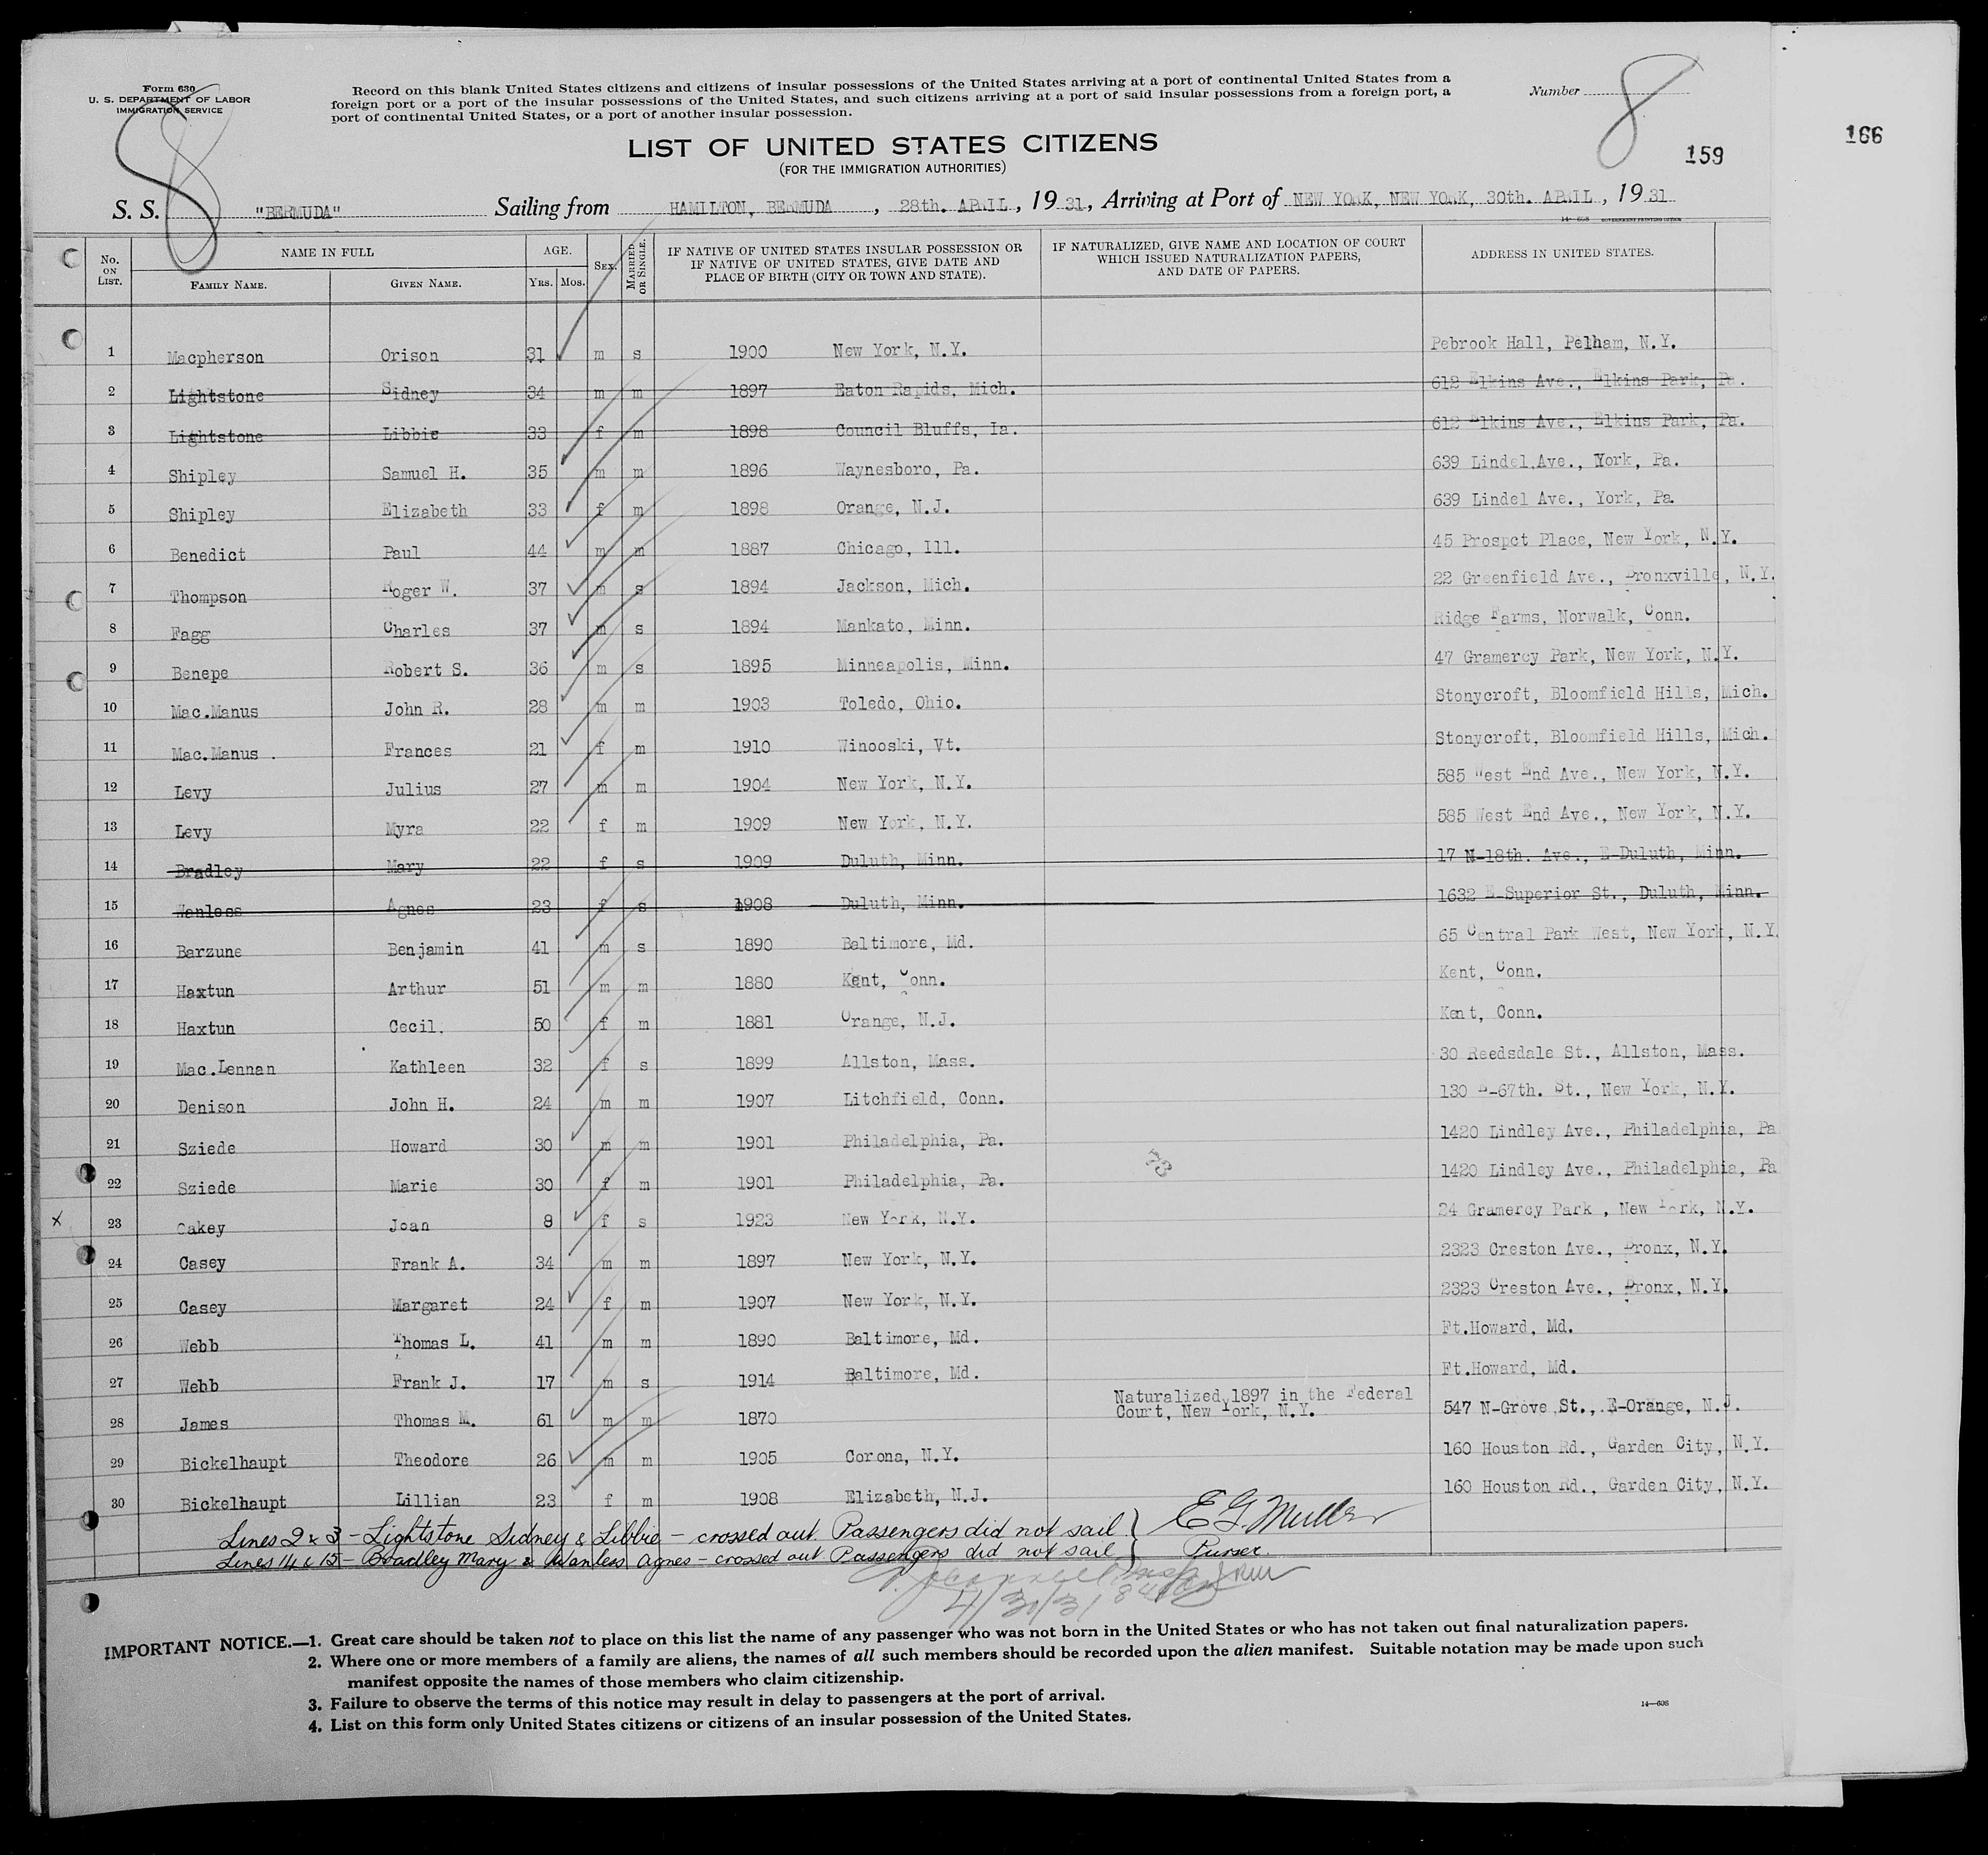 Form 630
U. S. DEPARTMENT OF LABOR
IMMIGRATION SERVICE
8
Record on this blank United States citizens and citizens of insular possessions of the United States arriving at a port of continental United States from a
foreign port or a port of the insular possessions of the United States, and such citizens arriving at a port of said insular possessions from a foreign port, a
port of continental United States, or a port of another insular possession.
Number 8
159
166
LIST OF UNITED STATES CITIZENS
(FOR THE IMMIGRATION AUTHORITIES)
S. S. "BERMUDA" Sailing from HAMILTON, BERMUDA, 28th. APRIL, 1931, Arriving at Port of NEW YORK, NEW YORK, 30th. APRIL, 1931
14-608 GOVERNMENT PRINTING OFFICE
No. ON LIST. NAME IN FULL FAMILY NAME. GIVEN NAME. AGE. YRS. MOS. SEX. MARRIED OR SINGLE. IF NATIVE OF UNITED STATES INSULAR POSSESSION OR IF NATIVE OF UNITED STATES, GIVE DATE AND PLACE OF BIRTH (CITY OR TOWN AND STATE). IF NATURALIZED, GIVE NAME AND LOCATION OF COURT WHICH ISSUED NATURALIZATION PAPERS, AND DATE OF PAPERS. ADDRESS IN UNITED STATES.
1 Macpherson Orison 31 m s 1900 New York, N.Y. Pebrook Hall, Pelham, N.Y.
2 Lightstone Sidney 34 m m 1897 Eaton Rapids, Mich. 612 Elkins Ave., Elkins Park, Pa.
3 Lightstone Libbie 33 f m 1898 Council Bluffs, Ia. 612 Elkins Ave., Elkins Park, Pa.
4 Shipley Samuel H. 35 m m 1896 Waynesboro, Pa. 639 Lindel.Ave., York, Pa.
5 Shipley Elizabeth 33 f m 1898 Orange, N.J. 639 Lindel Ave., York, Pa.
6 Benedict Paul 44 m m 1887 Chicago, Ill. 45 Prospct Place, New York, N.Y.
7 Thompson Roger W. 37 m s 1894 Jackson, Mich. 22 Greenfield Ave., Bronxville, N.Y.
8 Fagg Charles 37 m s 1894 Mankato, Minn. Ridge Farms, Norwalk, Conn.
9 Benepe Robert S. 36 m s 1895 Minneapolis, Minn. 47 Gramercy Park, New York, N.Y.
10 Mac.Manus John R. 28 m m 1903 Toledo, Ohio. Stonycroft, Bloomfield Hills, Mich.
11 Mac.Manus . Frances 21 f m 1910 Winooski, Vt. Stonycroft, Bloomfield Hills, Mich.
12 Levy Julius 27 m m 1904 New York, N.Y. 585 West End Ave., New York, N.Y.
13 Levy Myra 22 f m 1909 New York, N.Y. 585 West End Ave., New York, N.Y.
14 Bradley Mary 22 f s 1909 Duluth, Minn. 17 N-18th. Ave., E-Duluth, Minn.
15 Wanless Agnes 23 f s 1908 Duluth, Minn. 1632 E-Superior St., Duluth, Minn.
16 Barzune Benjamin 41 m s 1890 Baltimore, Md. 65 Central Park West, New York, N.Y.
17 Haxtun Arthur 51 m m 1880 Kent, Conn. Kent, Conn.
18 Haxtun Cecil. 50 f m 1881 Orange, N.J. Kent, Conn.
19 Mac.Lennan Kathleen 32 f s 1899 Allston, Mass. 30 Reedsdale St., Allston, Mass.
20 Denison John H. 24 m m 1907 Litchfield, Conn. 130 E-67th. St., New York, N.Y.
21 Sziede Howard 30 m m 1901 Philadelphia, Pa. 1420 Lindley Ave., Philadelphia, Pa
22 Sziede Marie 30 f m 1901 Philadelphia, Pa. 1420 Lindley Ave., Philadelphia, Pa
x 23 Oakey Joan 8 f s 1923 New York, N.Y. 24 Gramercy Park , New York, N.Y.
24 Casey Frank A. 34 m m 1897 New York, N.Y. 2323 Creston Ave., Bronx, N.Y.
25 Casey Margaret 24 f m 1907 New York, N.Y. 2323 Creston Ave., Bronx, N.Y.
26 Webb Thomas L. 41 m m 1890 Baltimore, Md. Ft.Howard, Md.
27 Webb Frank J. 17 m s 1914 Baltimore, Md. Ft.Howard, Md.
28 James Thomas M. 61 m m 1870 Naturalized,1897 in the Federal Court, New York, N.Y. 547 N-Grove St., E-Orange, N.J.
29 Bickelhaupt Theodore 26 m m 1905 Corona, N.Y. 160 Houston Rd., Garden City, N.Y.
30 Bickelhaupt Lillian 23 f m 1908 Elizabeth, N.J. 160 Houston Rd., Garden City, N.Y.
Lines 2 & 3 - Lightstone Sidney & Libbie - crossed out Passengers did not sail } E G. Muller
Lines 14 & 15 - Bradley Mary & Wanless Agnes - crossed out Passengers did not sail } Purser.
4/30/31
IMPORTANT NOTICE.—1. Great care should be taken not to place on this list the name of any passenger who was not born in the United States or who has not taken out final naturalization papers.
2. Where one or more members of a family are aliens, the names of all such members should be recorded upon the alien manifest. Suitable notation may be made upon such
manifest opposite the names of those members who claim citizenship.
3. Failure to observe the terms of this notice may result in delay to passengers at the port of arrival.
4. List on this form only United States citizens or citizens of an insular possession of the United States.
14—608